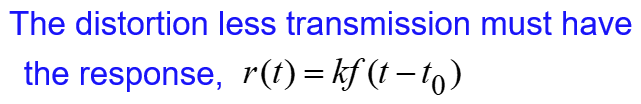 The distortion less transmission must have
the response, r(t) = kf(t − t₀)